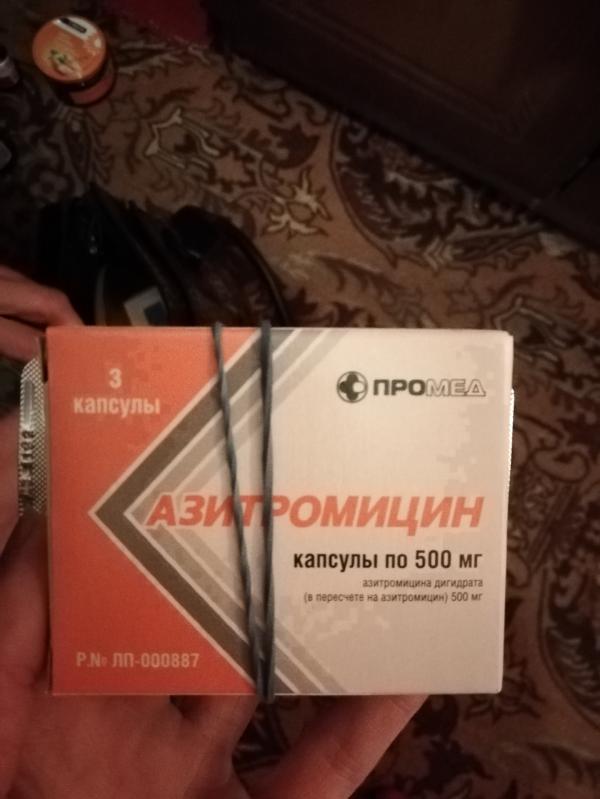 3
капсулы
ПРОМЕД
АЗИТРОМИЦИН
капсулы по 500 мг
азитромицина дигидрата
(в пересчете на азитромицин) 500 мг
Р.№ ЛП-000887